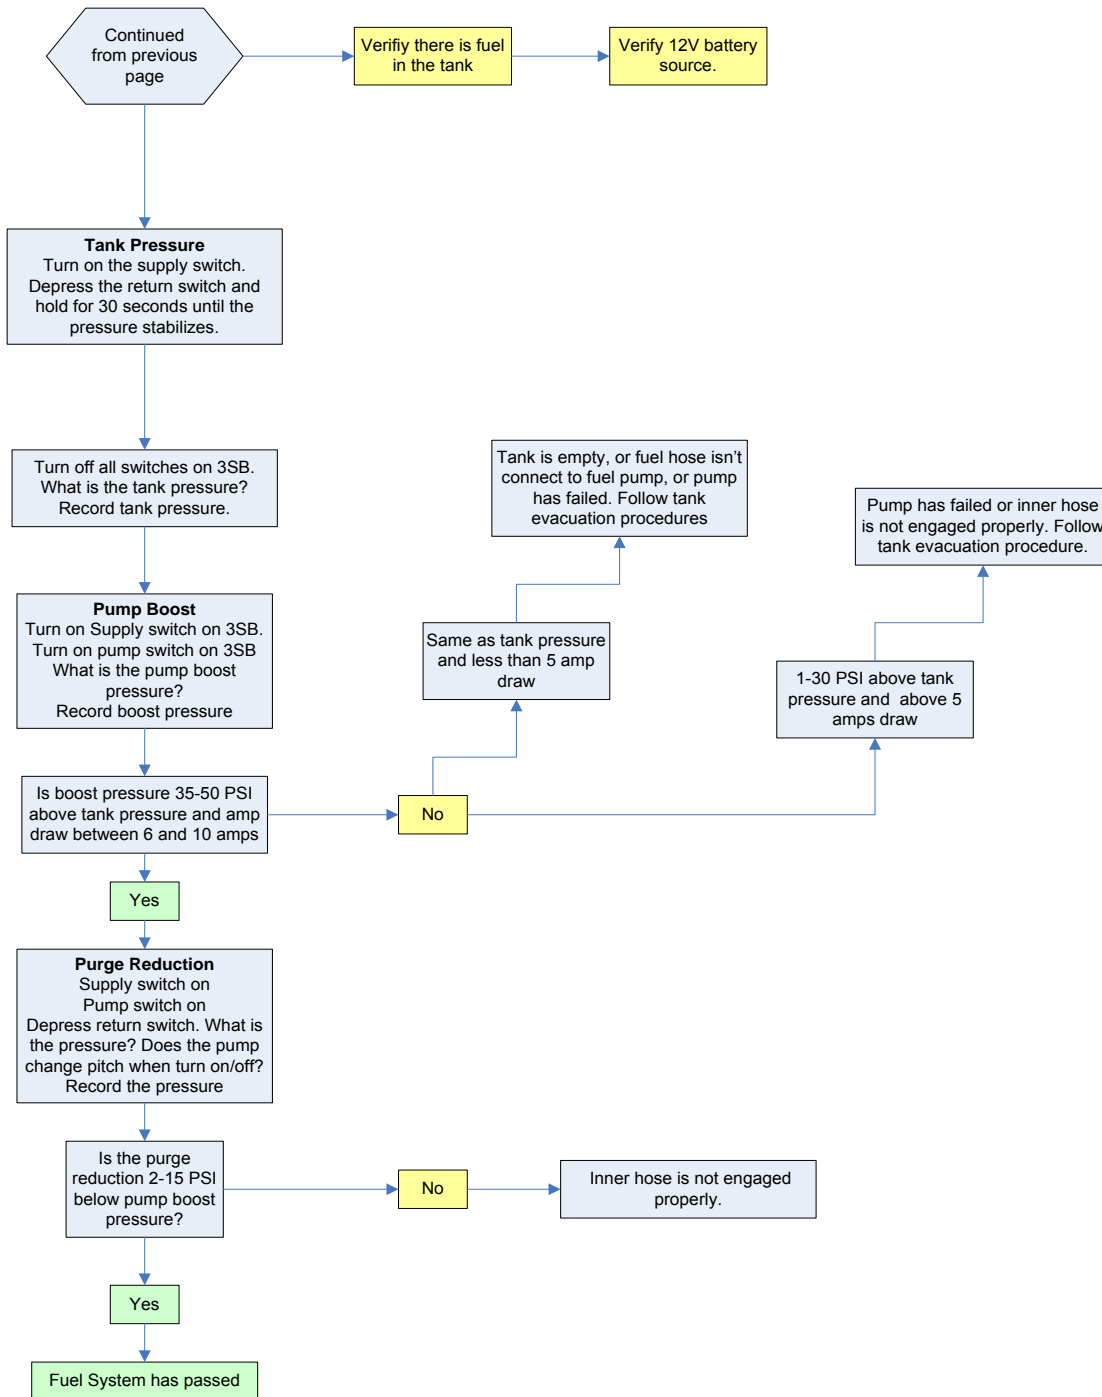 Continued
from previous
page
Verifiy there is fuel
in the tank
Verify 12V battery
source.
Tank Pressure
Turn on the supply switch.
Depress the return switch and
hold for 30 seconds until the
pressure stabilizes.
Turn off all switches on 3SB.
What is the tank pressure?
Record tank pressure.
Tank is empty, or fuel hose isn't
connect to fuel pump, or pump
has failed. Follow tank
evacuation procedures
Pump has failed or inner hose
is not engaged properly. Follow
tank evacuation procedure.
Pump Boost
Turn on Supply switch on 3SB.
Turn on pump switch on 3SB
What is the pump boost
pressure?
Record boost pressure
Same as tank pressure
and less than 5 amp
draw
1-30 PSI above tank
pressure and above 5
amps draw
Is boost pressure 35-50 PSI
above tank pressure and amp
draw between 6 and 10 amps
No
Yes
Purge Reduction
Supply switch on
Pump switch on
Depress return switch. What is
the pressure? Does the pump
change pitch when turn on/off?
Record the pressure
Is the purge
reduction 2-15 PSI
below pump boost
pressure?
No
Inner hose is not engaged
properly.
Yes
Fuel System has passed